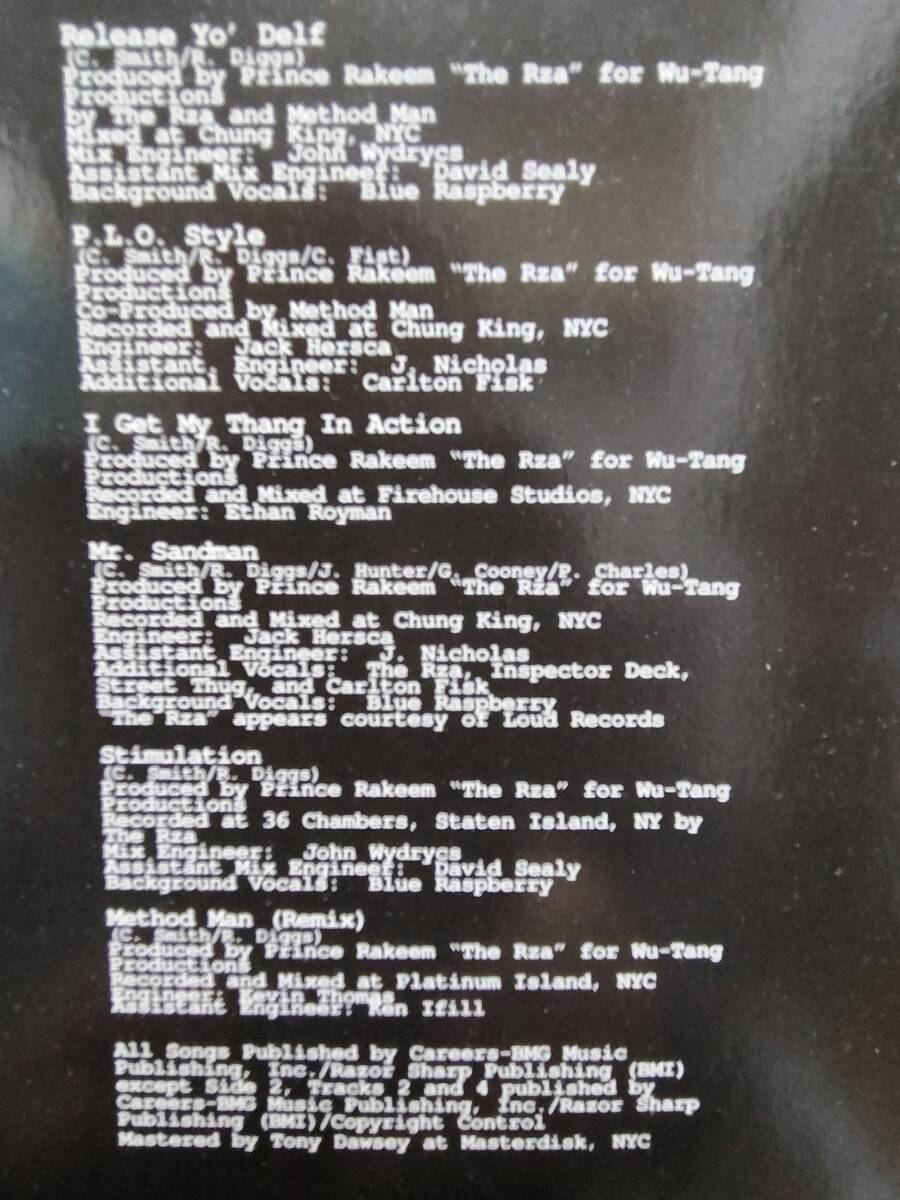 Release Yo' Delf
(C. Smith/R. Diggs)
Produced by Prince Rakeem "The Rza" for Wu-Tang
Productions
by The Rza and Method Man
Mixed at Chung King, NYC
Mix Engineer: John Wydrycs
Assistant Mix Engineer: David Sealy
Background Vocals: Blue Raspberry
P.L.O. Style
(C. Smith/R. Diggs/C. Fist)
Produced by Prince Rakeem "The Rza" for Wu-Tang
Productions
Co-Produced by Method Man
Recorded and Mixed at Chung King, NYC
Engineer: Jack Hersca
Assistant. Engineer: J. Nicholas
Additional Vocals: Carlton Fisk
I Get My Thang In Action
(C. Smith/R. Diggs)
Produced by Prince Rakeem "The Rza" for Wu-Tang
Productions
Recorded and Mixed at Firehouse Studios, NYC
Engineer: Ethan Royman
Mr. Sandman
(C. Smith/R. Diggs/J. Hunter/G. Cooney/P. Charles)
Produced by Prince Rakeem "The Rza" for Wu-Tang
Productions
Recorded and Mixed at Chung King, NYC
Engineer: Jack Hersca
Assistant Engineer: J. Nicholas
Additional Vocals: The Rza, Inspector Deck,
Street Thug, and Carlton Fisk
Background Vocals: Blue Raspberry
"The Rza" appears courtesy of Loud Records
Stimulation
(C. Smith/R. Diggs)
Produced by Prince Rakeem "The Rza" for Wu-Tang
Productions
Recorded at 36 Chambers, Staten Island, NY by
The Rza
Mix Engineer: John Wydrycs
Assistant Mix Engineer: David Sealy
Background Vocals: Blue Raspberry
Method Man (Remix)
(C. Smith/R. Diggs)
Produced by Prince Rakeem "The Rza" for Wu-Tang
Productions
Recorded and Mixed at Platinum Island, NYC
Engineer: Kevin Thomas
Assistant Engineer: Ken Ifill
All Songs Published by Careers-BMG Music
Publishing, Inc./Razor Sharp Publishing (BMI)
except Side 2, Tracks 2 and 4 published by
Careers-BMG Music Publishing, Inc./Razor Sharp
Publishing (BMI)/Copyright Control
Mastered by Tony Dawsey at Masterdisk, NYC